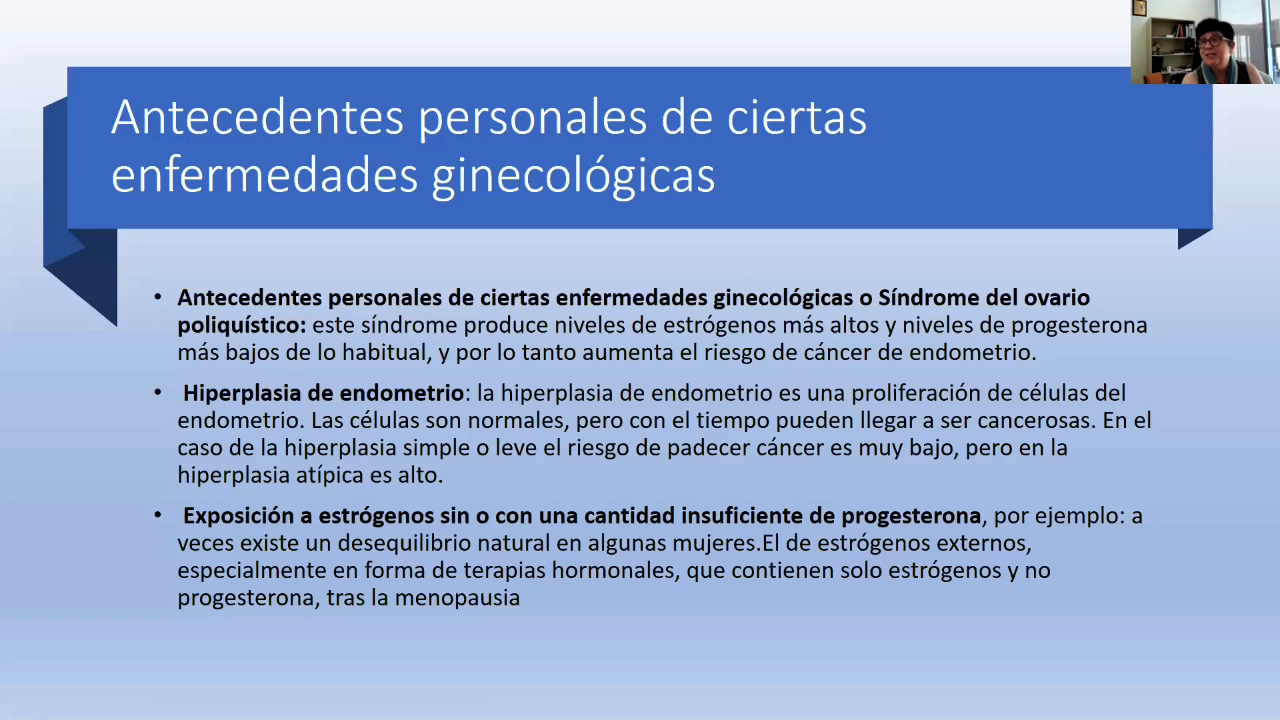 Antecedentes personales de ciertas
enfermedades ginecológicas
• Antecedentes personales de ciertas enfermedades ginecológicas o Síndrome del ovario
poliquístico: este síndrome produce niveles de estrógenos más altos y niveles de progesterona
más bajos de lo habitual, y por lo tanto aumenta el riesgo de cáncer de endometrio.
• Hiperplasia de endometrio: la hiperplasia de endometrio es una proliferación de células del
endometrio. Las células son normales, pero con el tiempo pueden llegar a ser cancerosas. En el
caso de la hiperplasia simple o leve el riesgo de padecer cáncer es muy bajo, pero en la
hiperplasia atípica es alto.
• Exposición a estrógenos sin o con una cantidad insuficiente de progesterona, por ejemplo: a
veces existe un desequilibrio natural en algunas mujeres.El de estrógenos externos,
especialmente en forma de terapias hormonales, que contienen solo estrógenos y no
progesterona, tras la menopausia